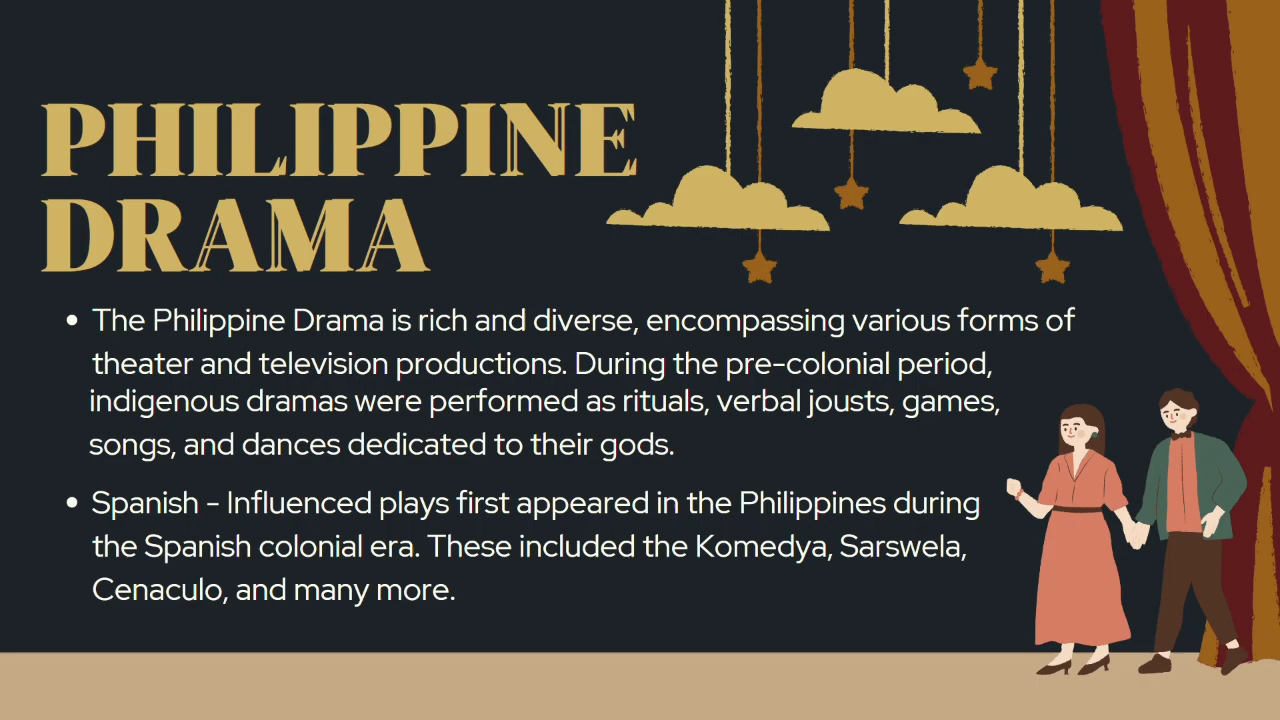 PHILIPPINE
DRAMA
• The Philippine Drama is rich and diverse, encompassing various forms of
theater and television productions. During the pre-colonial period,
indigenous dramas were performed as rituals, verbal jousts, games,
songs, and dances dedicated to their gods.
• Spanish - Influenced plays first appeared in the Philippines during
the Spanish colonial era. These included the Komedya, Sarswela,
Cenaculo, and many more.